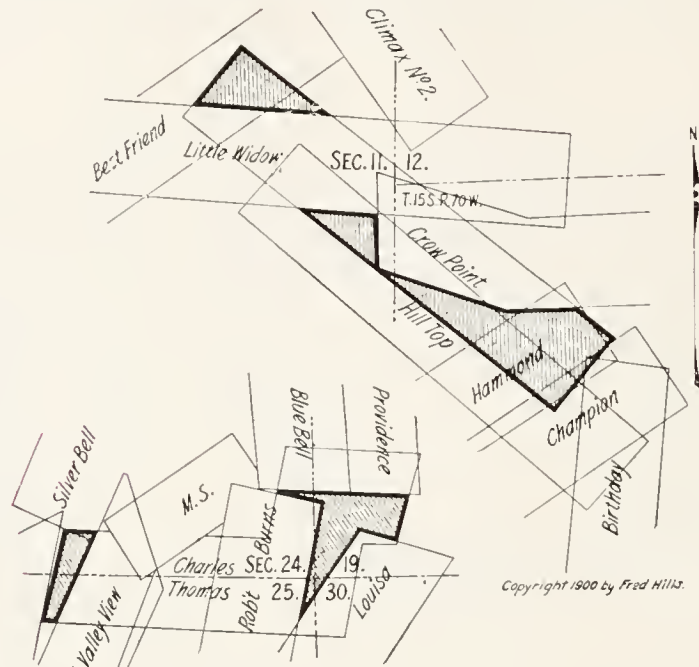 Climax Nº 2.
Best Friend
Little Widow.
SEC. 11. 12.
T.15 S. R.70 W.
N
Crow Point
Hill Top
Hammond
Champion
Birthday
Silver Bell
M.S.
Blue Bell
Providence
Burns
Charles SEC. 24. 19.
Thomas 25. 30.
Rob't
Louisa
Valley View
Copyright 1900 by Fred Hills.